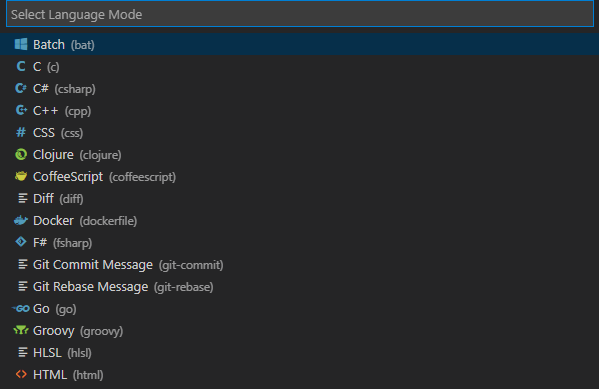 Select Language Mode
Batch (bat)
C (c)
C# (csharp)
C++ (cpp)
CSS (css)
Clojure (clojure)
CoffeeScript (coffeescript)
Diff (diff)
Docker (dockerfile)
F# (fsharp)
Git Commit Message (git-commit)
Git Rebase Message (git-rebase)
Go (go)
Groovy (groovy)
HLSL (hlsl)
HTML (html)